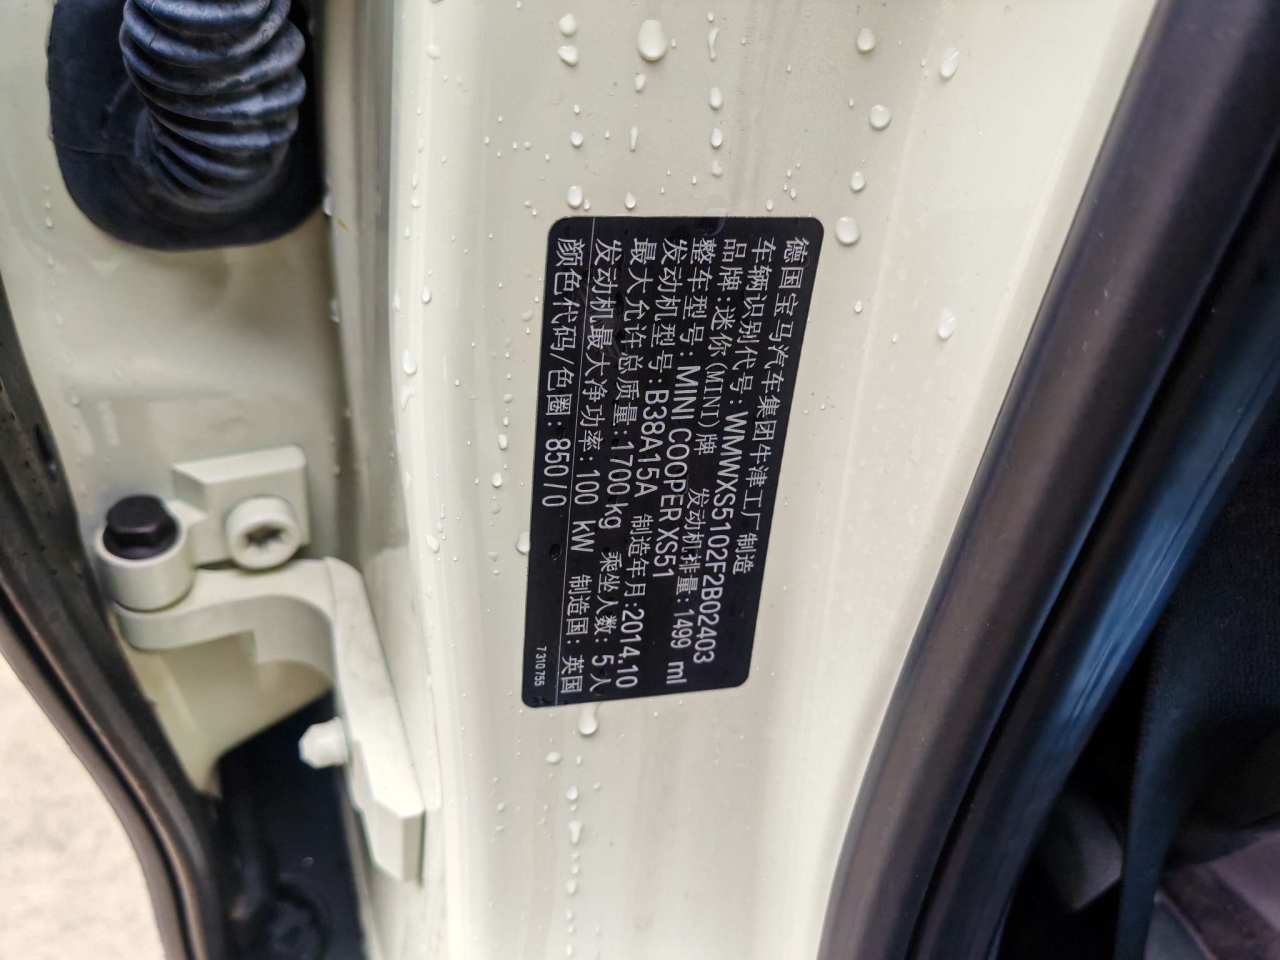 德国宝马汽车集团牛津工厂制造
车辆识别代号：WMWXS5102F2B02403
品牌：迷你(MINI)牌 发动机排量：1499 ml
整车型号：MINI COOPER XS51
发动机型号：B38A15A 制造年月：2014.10
最大允许总质量：1700 kg 乘坐人数：5人
发动机最大净功率：100 kW 制造国：英国
颜色代码/色圈：850/0
7310755